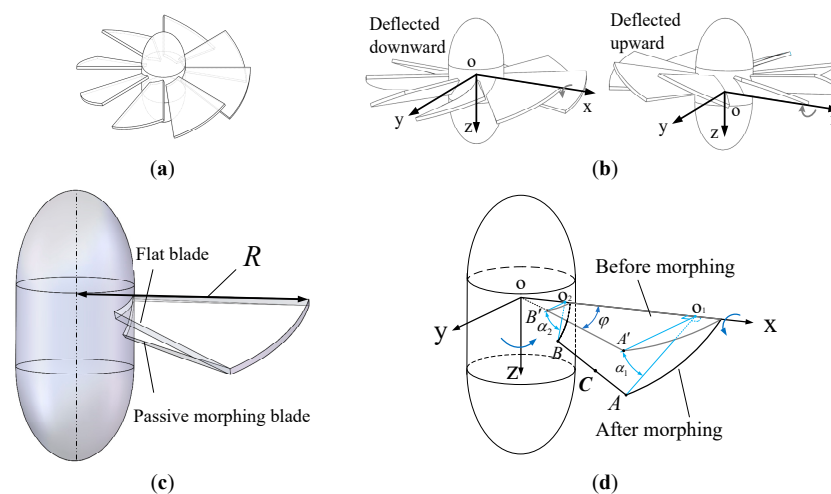 Deflected
downward
o
x
y
z
Deflected
upward
o
y
z
(a)
(b)
Flat blade
R
Passive morphing blade
(c)
Before morphing
o
o2
o1
x
B'
φ
y
α2
A'
B
α1
z
C
A
After morphing
(d)